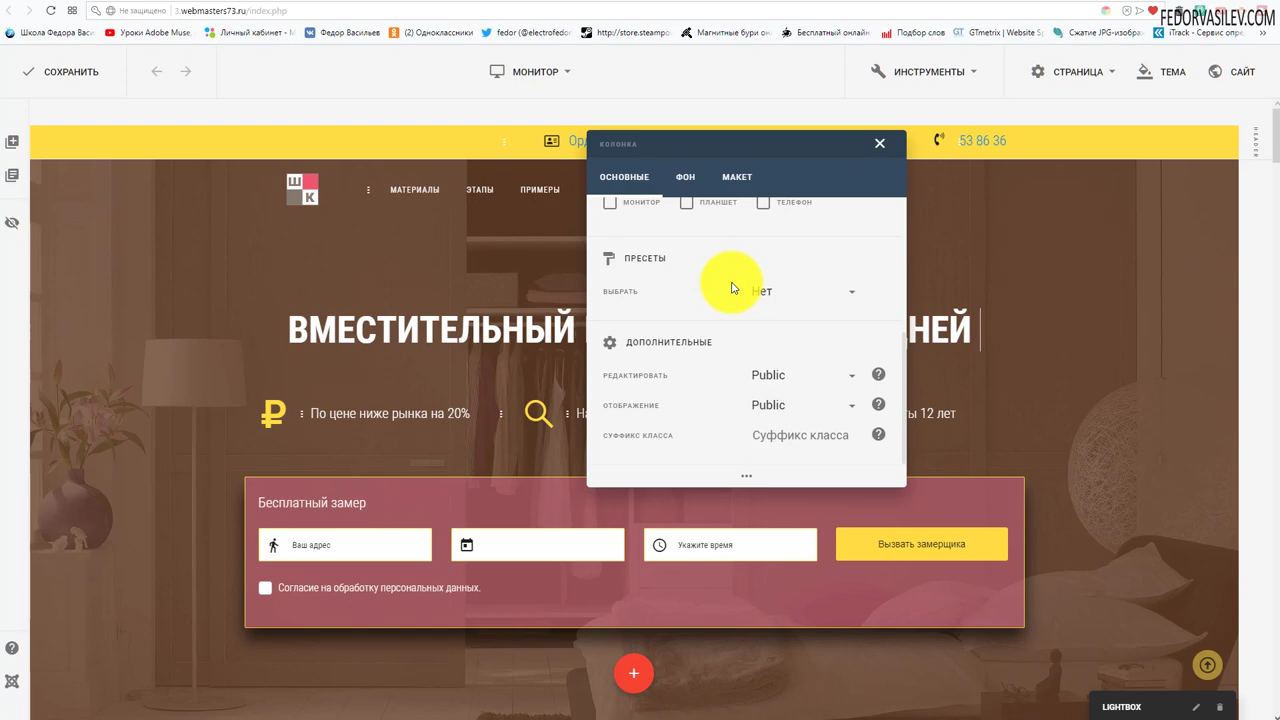 Не защищено 3.webmasters73.ru/index.php
FEDORVASILEV.COM
Школа Федора Васи
Уроки Adobe Muse,
Личный кабинет - М
Федор Васильев
(2) Одноклассники
fedor (@electrofedor
http://store.steampo
Магнитные бури он
Бесплатный онлайн
Подбор слов
GTmetrix | Website S
Сжатие JPG-изображ
iTrack - Сервис опре
СОХРАНИТЬ
МОНИТОР
ИНСТРУМЕНТЫ
СТРАНИЦА
ТЕМА
САЙТ
HEADER
53 86 36
КОЛОНКА
ОСНОВНЫЕ
ФОН
МАКЕТ
Ш
К
МАТЕРИАЛЫ
ЭТАПЫ
ПРИМЕРЫ
МОНИТОР
ПЛАНШЕТ
ТЕЛЕФОН
ПРЕСЕТЫ
ВЫБРАТЬ
Нет
ВМЕСТИТЕЛЬНЫЙ
НЕЙ
ДОПОЛНИТЕЛЬНЫЕ
РЕДАКТИРОВАТЬ
Public
ОТОБРАЖЕНИЕ
Public
СУФФИКС КЛАССА
Суффикс класса
По цене ниже рынка на 20%
На
ты 12 лет
Бесплатный замер
Ваш адрес
Укажите время
Вызвать замерщика
Согласие на обработку персональных данных.
LIGHTBOX